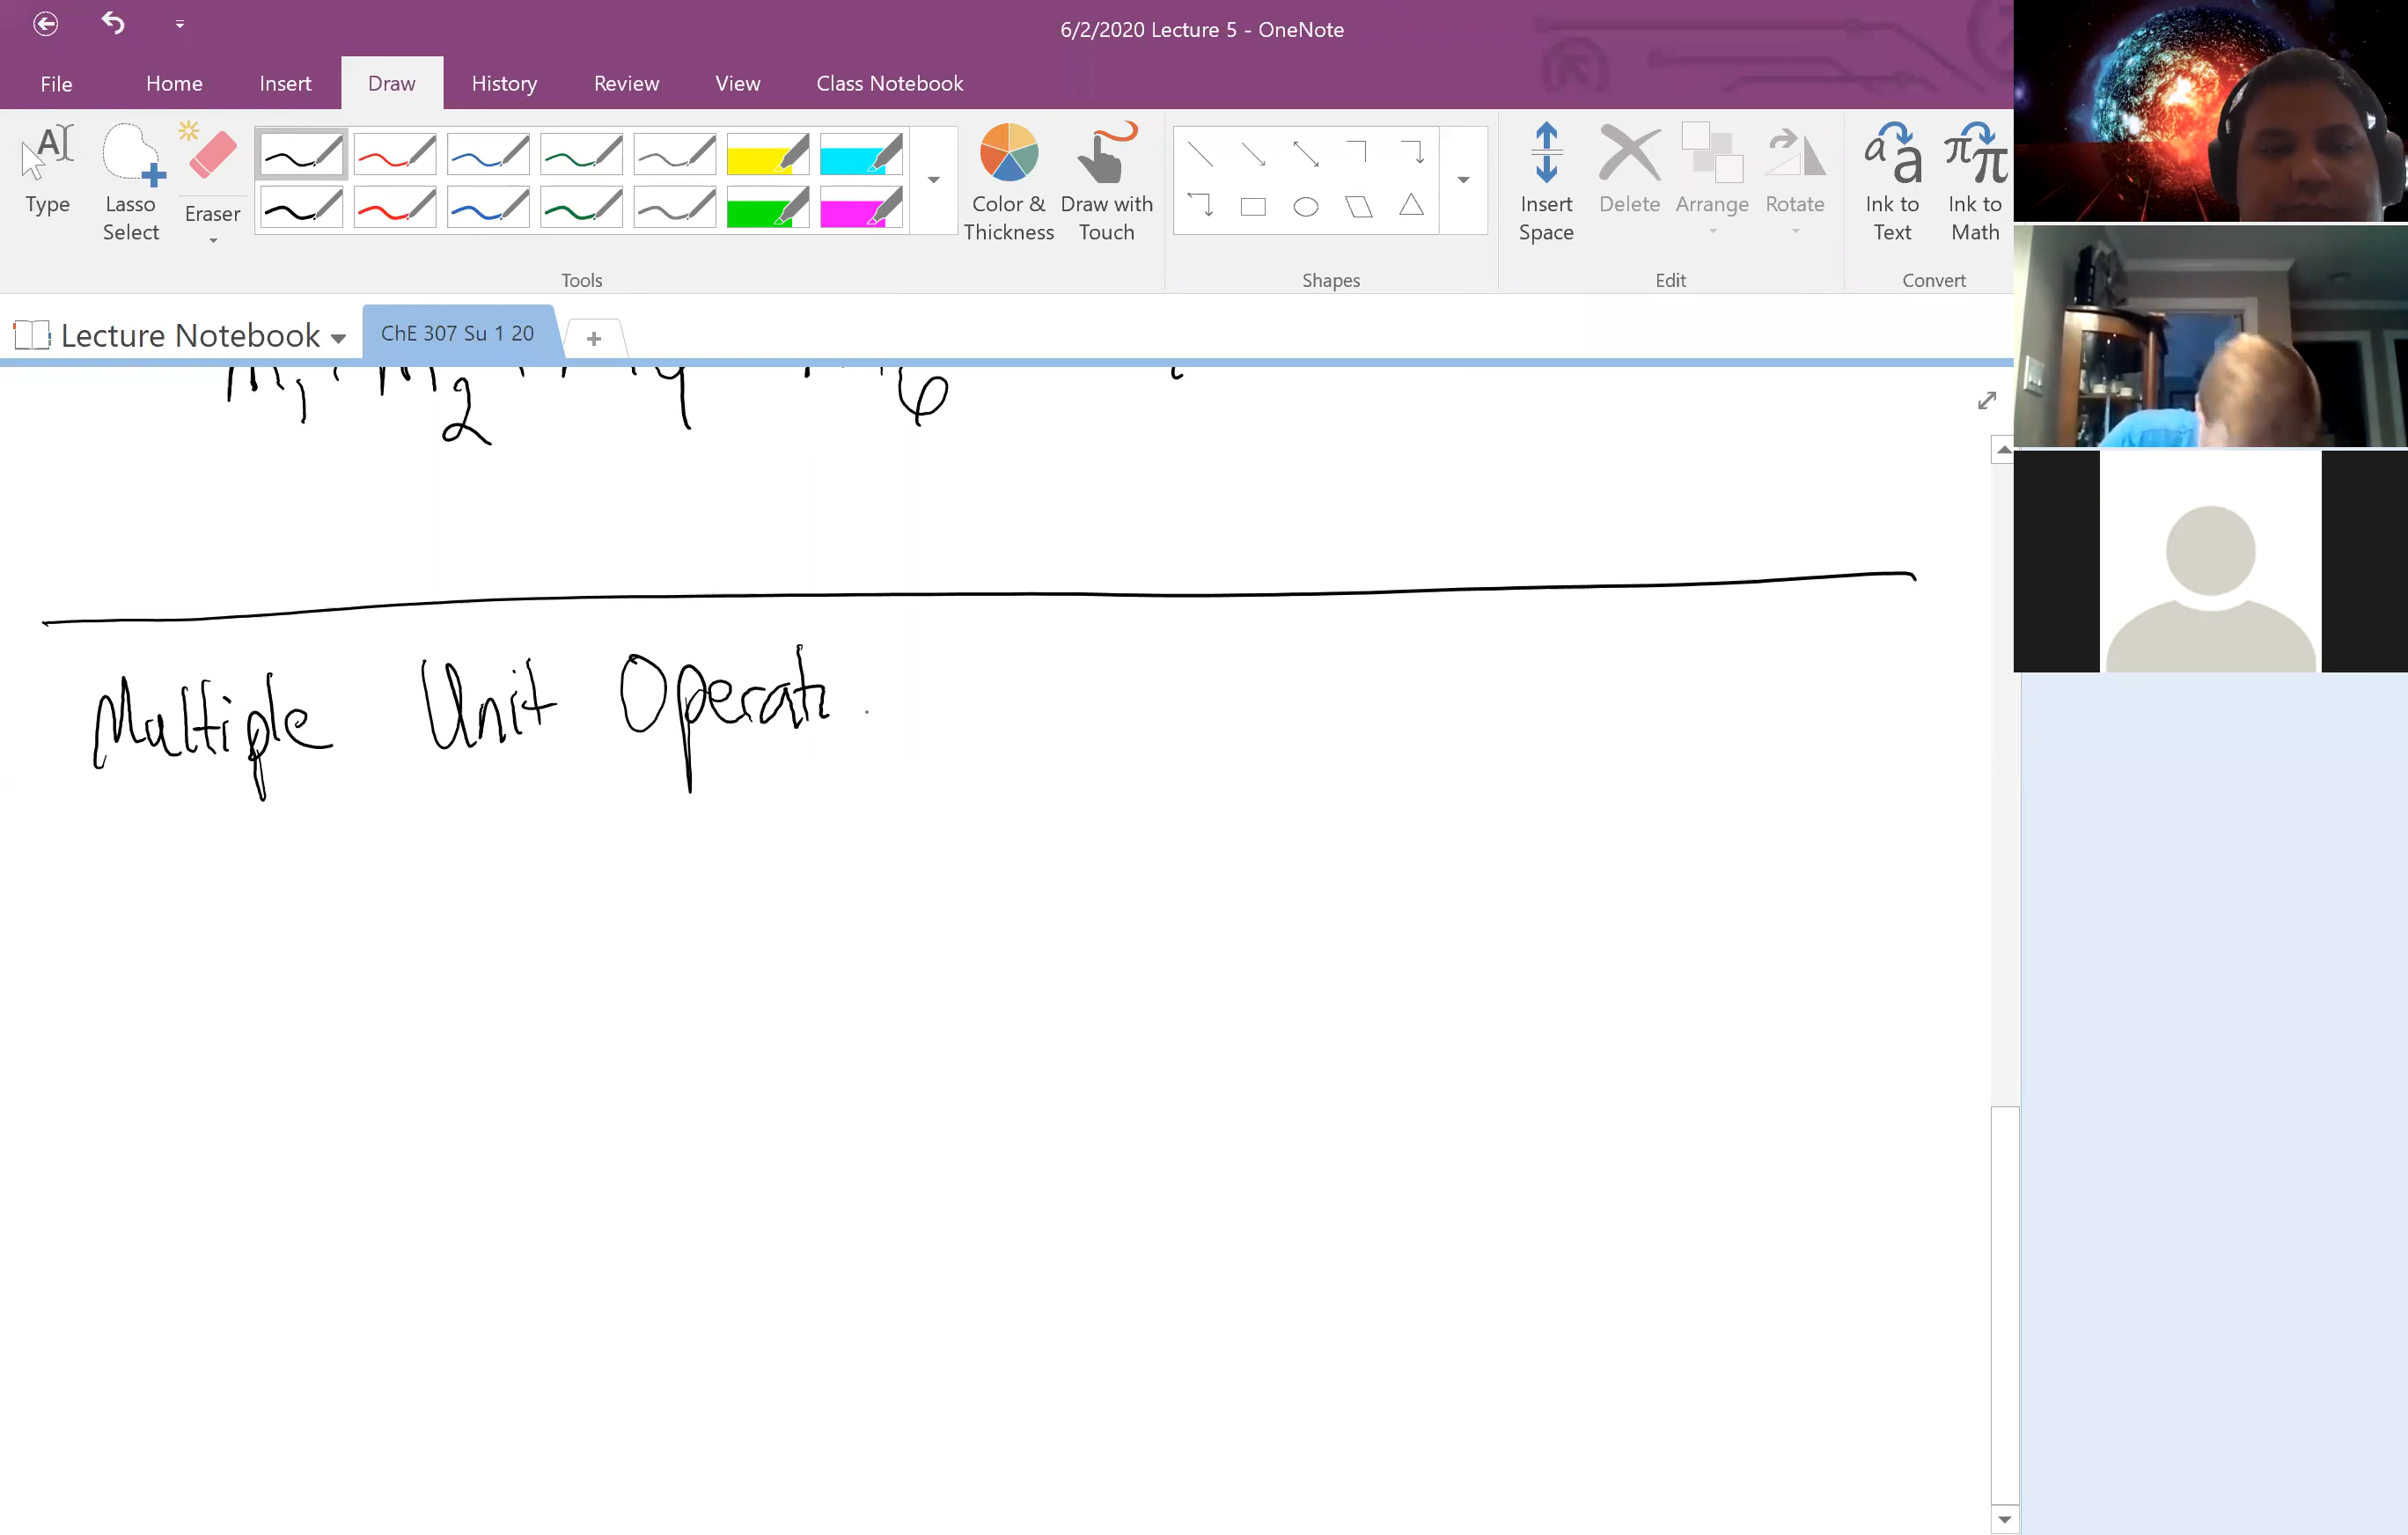 6/2/2020 Lecture 5 - OneNote
File Home Insert Draw History Review View Class Notebook
Type
Lasso Select
Eraser
Color & Thickness
Draw with Touch
Insert Space
Delete
Arrange
Rotate
Ink to Text
Ink to Math
Tools Shapes Edit Convert
Lecture Notebook ChE 307 Su 1 20
Multiple Unit Operati